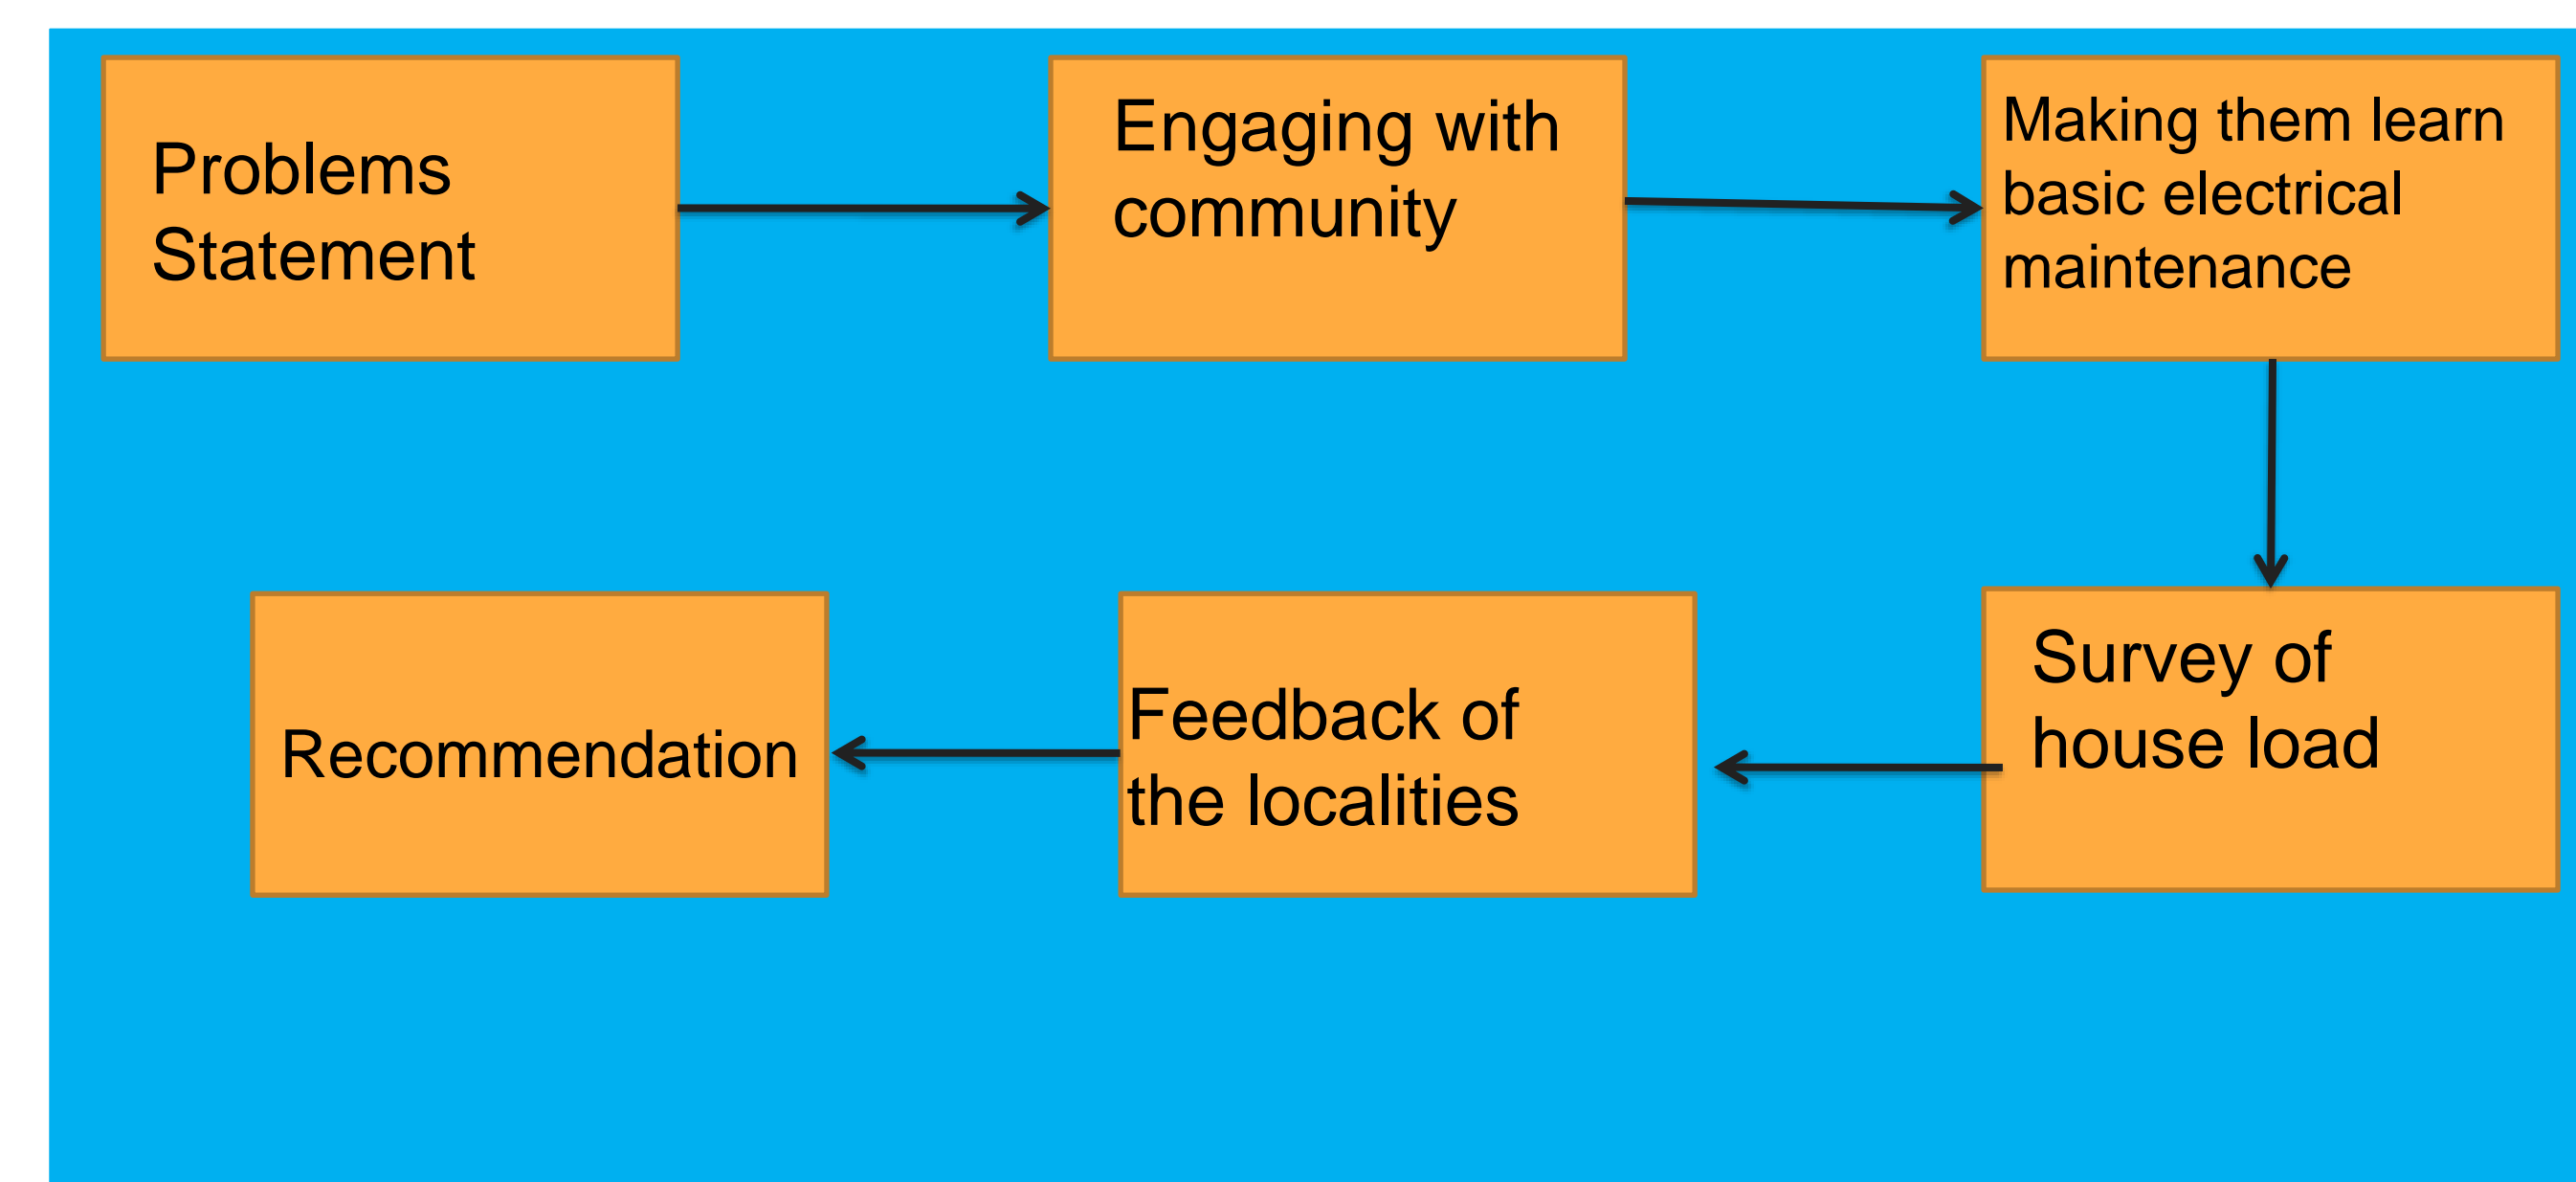 Problems
Statement
Engaging with
community
Making them learn
basic electrical
maintenance
Survey of
house load
Feedback of
the localities
Recommendation